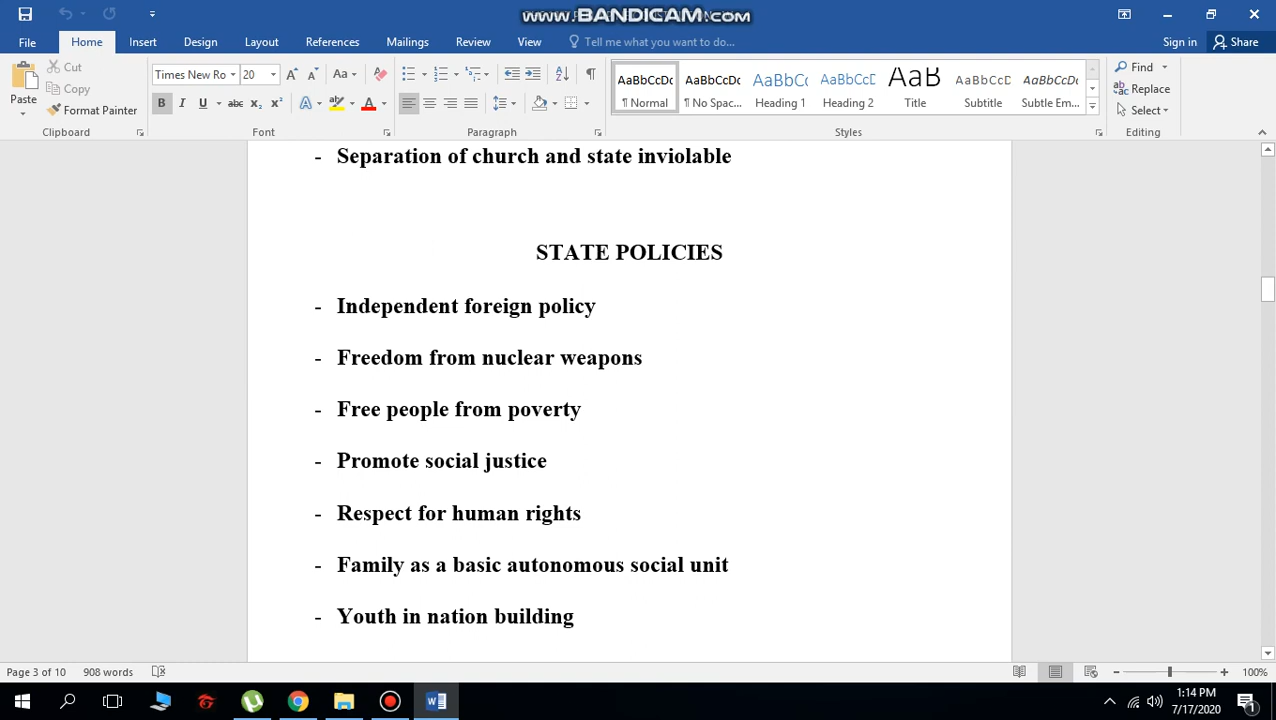 www.BANDICAM.com
File Home Insert Design Layout References Mailings Review View Tell me what you want to do... Sign in Share
Paste Cut Copy Format Painter Clipboard
Times New Ro 20 Font
Paragraph
AaBbCcDc ¶ Normal AaBbCcDc ¶ No Spac... AaBbC( Heading 1 AaBbCcD Heading 2 AaB Title AaBbCcD Subtitle AaBbCcDc Subtle Em... Styles
Find Replace Select Editing
- Separation of church and state inviolable
STATE POLICIES
- Independent foreign policy
- Freedom from nuclear weapons
- Free people from poverty
- Promote social justice
- Respect for human rights
- Family as a basic autonomous social unit
- Youth in nation building
Page 3 of 10 908 words 100%
1:14 PM
7/17/2020